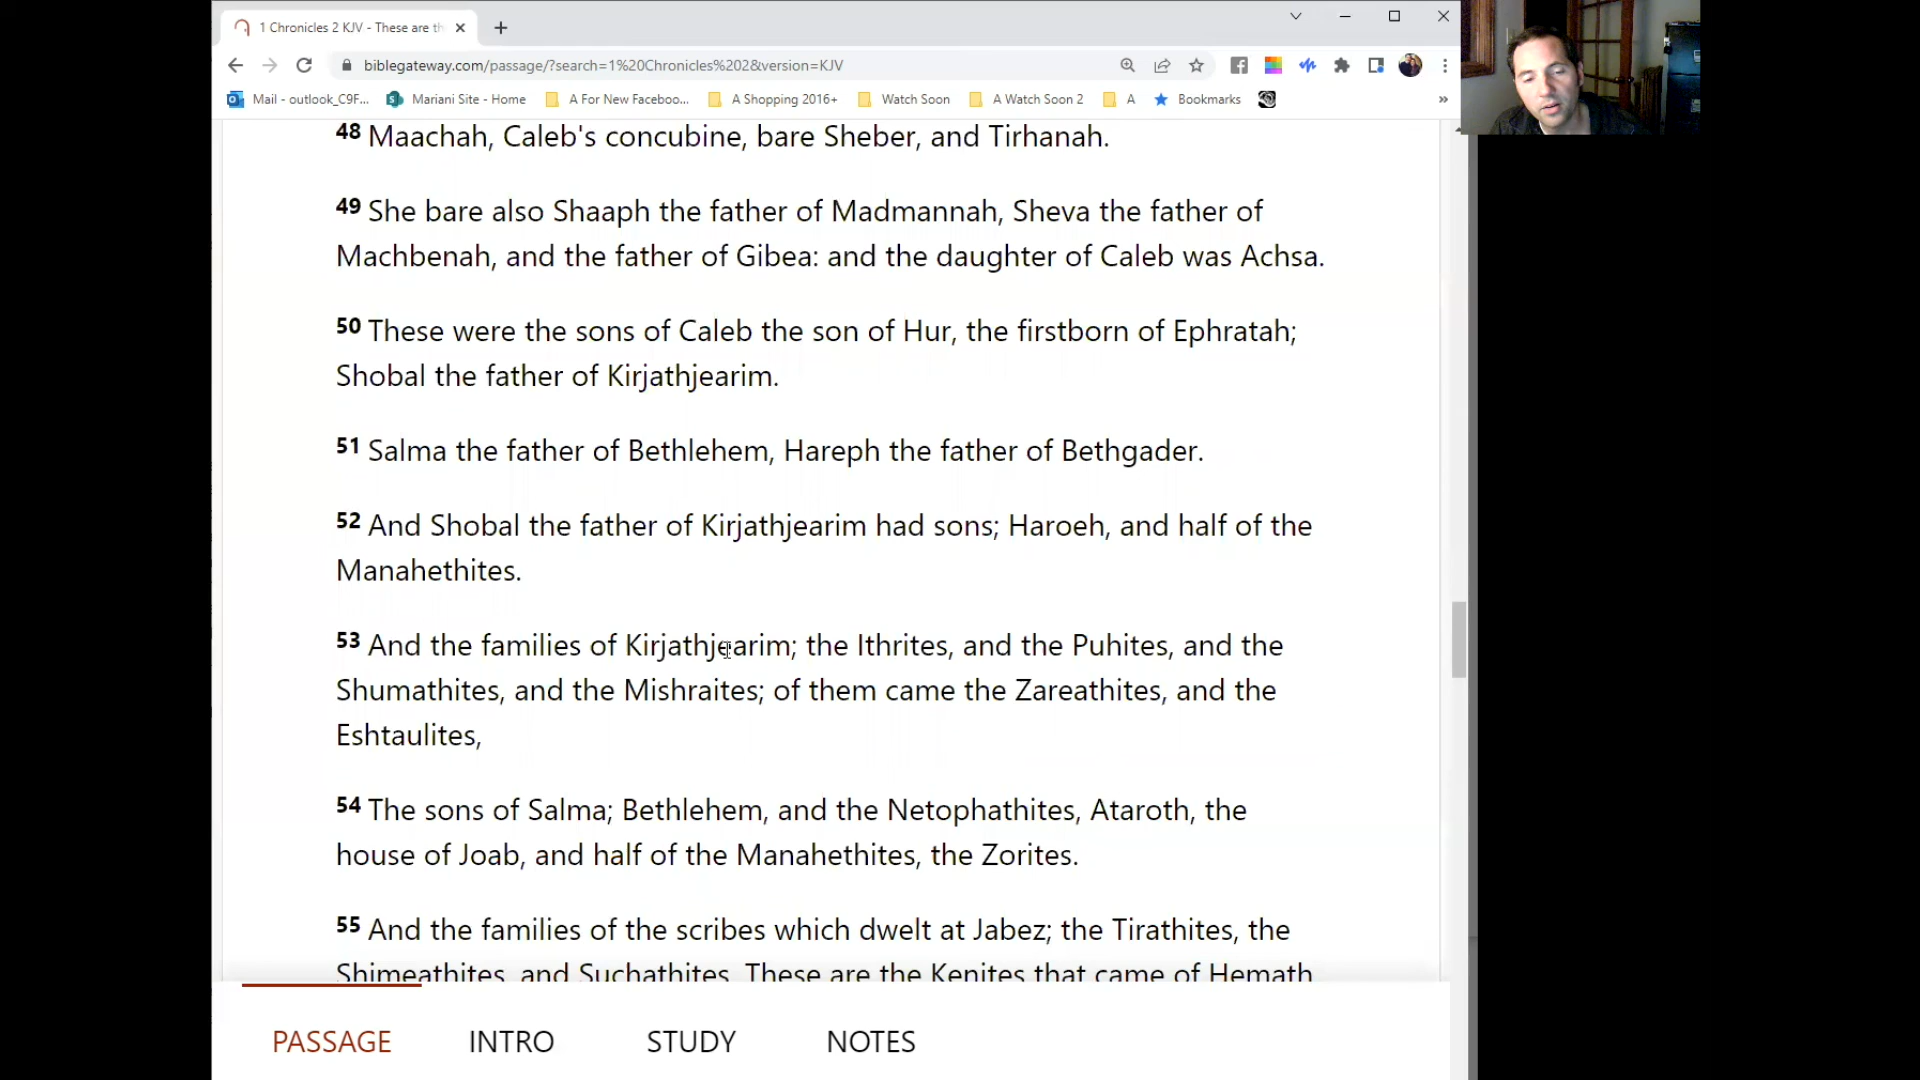 1 Chronicles 2 KJV - These are th
biblegateway.com/passage/?search=1%20Chronicles%202&version=KJV
Mail - outlook_C9F... Mariani Site - Home A For New Faceboo... A Shopping 2016+ Watch Soon A Watch Soon 2 A Bookmarks »
48 Maachah, Caleb's concubine, bare Sheber, and Tirhanah.
49 She bare also Shaaph the father of Madmannah, Sheva the father of
Machbenah, and the father of Gibea: and the daughter of Caleb was Achsa.
50 These were the sons of Caleb the son of Hur, the firstborn of Ephratah;
Shobal the father of Kirjathjearim.
51 Salma the father of Bethlehem, Hareph the father of Bethgader.
52 And Shobal the father of Kirjathjearim had sons; Haroeh, and half of the
Manahethites.
53 And the families of Kirjathjearim; the Ithrites, and the Puhites, and the
Shumathites, and the Mishraites; of them came the Zareathites, and the
Eshtaulites,
54 The sons of Salma; Bethlehem, and the Netophathites, Ataroth, the
house of Joab, and half of the Manahethites, the Zorites.
55 And the families of the scribes which dwelt at Jabez; the Tirathites, the
Shimeathites, and Suchathites. These are the Kenites that came of Hemath,
PASSAGE INTRO STUDY NOTES